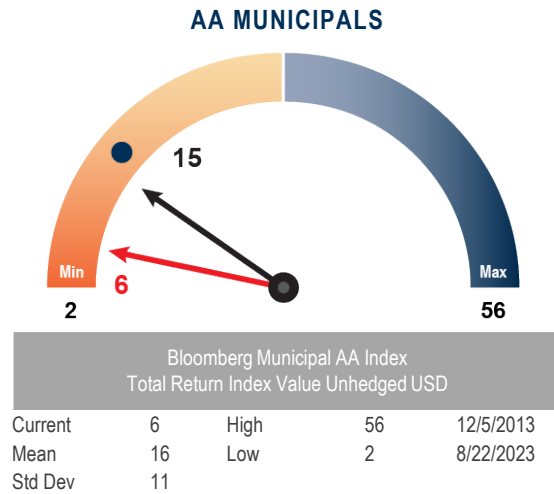 AA MUNICIPALS
15
Min
Max
6
2
56
Bloomberg Municipal AA Index
Total Return Index Value Unhedged USD
Current 6 High 56 12/5/2013
Mean 16 Low 2 8/22/2023
Std Dev 11